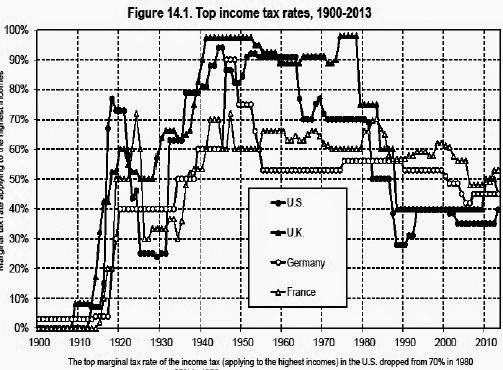 Figure 14.1. Top income tax rates, 1900-2013
Marginal tax rate applying to the highest incomes
100%
90%
80%
70%
60%
50%
40%
30%
20%
10%
0%
U.S.
U.K.
Germany
France
1900 1910 1920 1930 1940 1950 1960 1970 1980 1990 2000 2010
The top marginal tax rate of the income tax (applying to the highest incomes) in the U.S. dropped from 70% in 1980